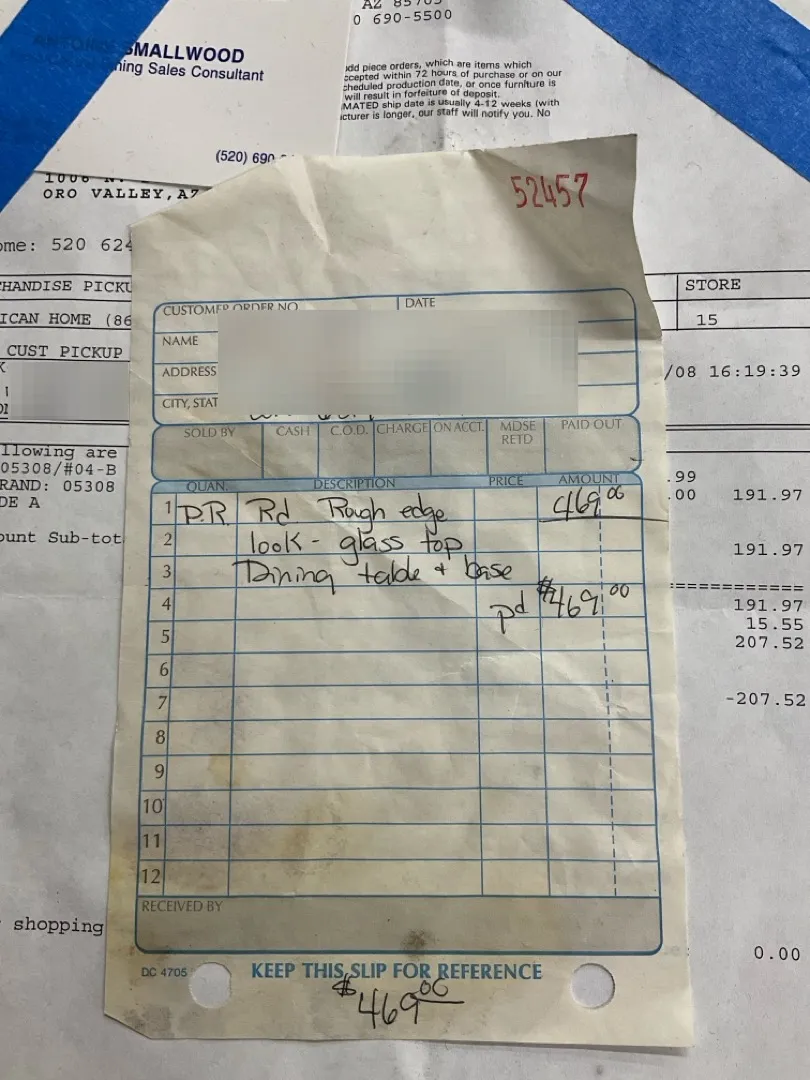 AZ 85705
0 690-5500
SMALLWOOD
ning Sales Consultant
(520) 690
odd piece orders, which are items which
ccepted within 72 hours of purchase or on our
cheduled production date, or once furniture is
will result in forfeiture of deposit.
MATED ship date is usually 4-12 weeks (with
cturer is longer, our staff will notify you. No
ORO VALLEY, AZ
ome: 520 624
CHANDISE PICKU
STORE
ICAN HOME (86
15
CUST PICKUP
/08 16:19:39
llowing are
05308/#04-B
RAND: 05308
DE A
ount Sub-tot
.99
.00 191.97
191.97
============
191.97
15.55
207.52
-207.52
shopping
0.00
52457
CUSTOMER ORDER NO.
DATE
NAME
ADDRESS
CITY, STAT
SOLD BY CASH C.O.D. CHARGE ON ACCT. MDSE RETD PAID OUT
QUAN. DESCRIPTION PRICE AMOUNT
1 P.R. Rd Rough edge 469 00
2 look - glass top
3 Dining table + base
4 pd $469.00
5
6
7
8
9
10
11
12
RECEIVED BY
DC 4705
KEEP THIS SLIP FOR REFERENCE
$469 00